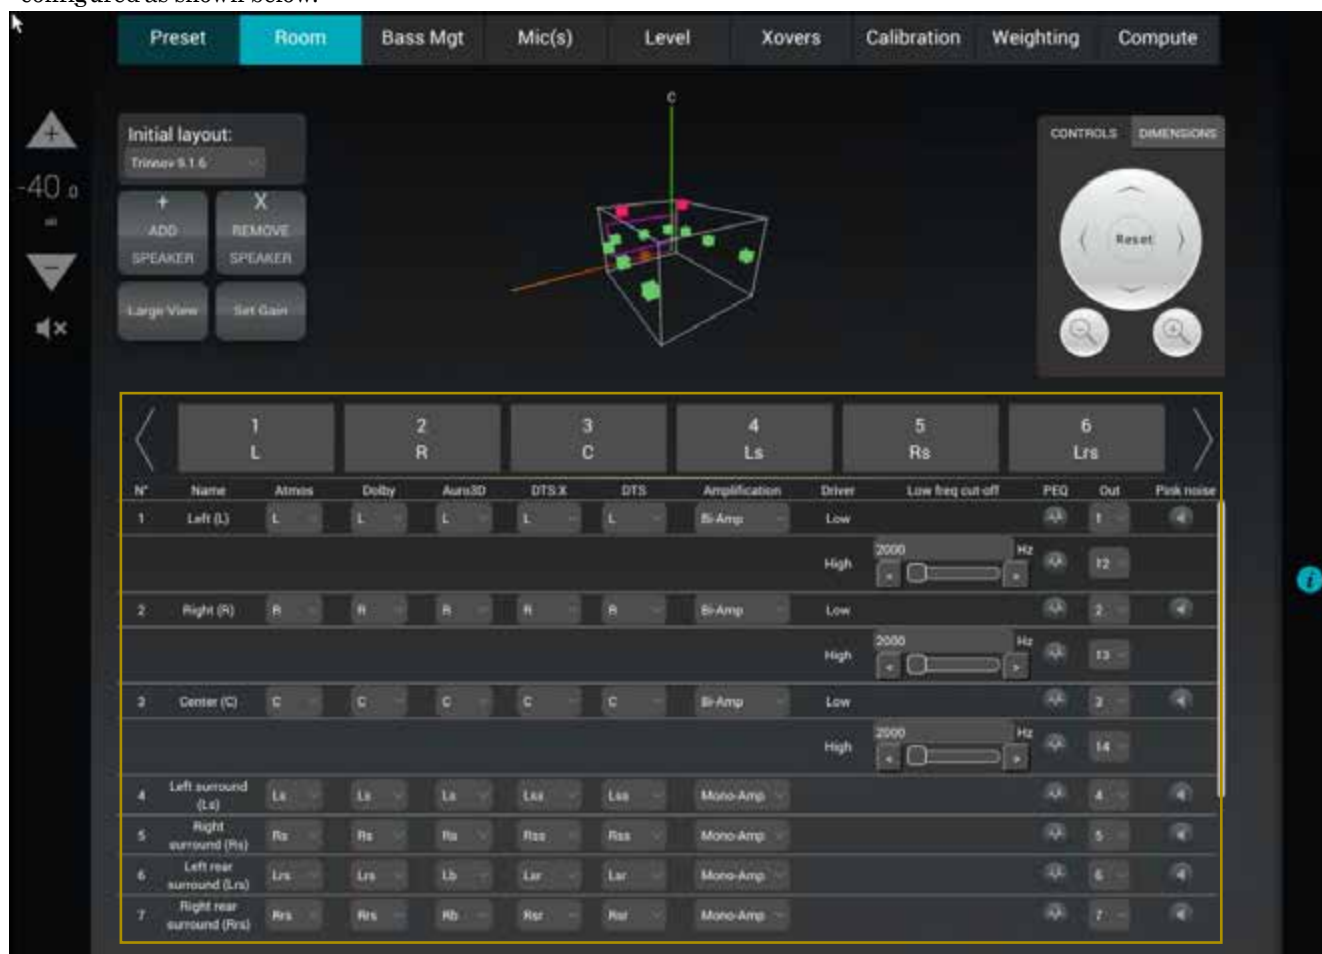 configured as shown below.
Preset Room Bass Mgt Mic(s) Level Xovers Calibration Weighting Compute
C
Initial layout:
Trinnov 9.1.6
CONTROLS DIMENSIONS
-40.0
+ X
ADD REMOVE
SPEAKER SPEAKER
Reset
Large View Set Gain
1 2 3 4 5 6
L R C Ls Rs Lrs
N° Name Atmos Dolby Auro3D DTS:X DTS Amplification Driver Low freq cut-off PEQ Out Pink noise
1 Left (L) L L L L L Bi-Amp Low 1
High 2000 Hz 12
2 Right (R) R R R R R Bi-Amp Low 2
High 2000 Hz 13
3 Center (C) C C C C C Bi-Amp Low 3
High 2000 Hz 14
4 Left surround (Ls) Ls Ls Ls Lss Lss Mono-Amp 4
5 Right surround (Rs) Rs Rs Rs Rss Rss Mono-Amp 5
6 Left rear surround (Lrs) Lrs Lrs Lb Lsr Lsr Mono-Amp 6
7 Right rear surround (Rrs) Rrs Rrs Rb Rsr Rsr Mono-Amp 7